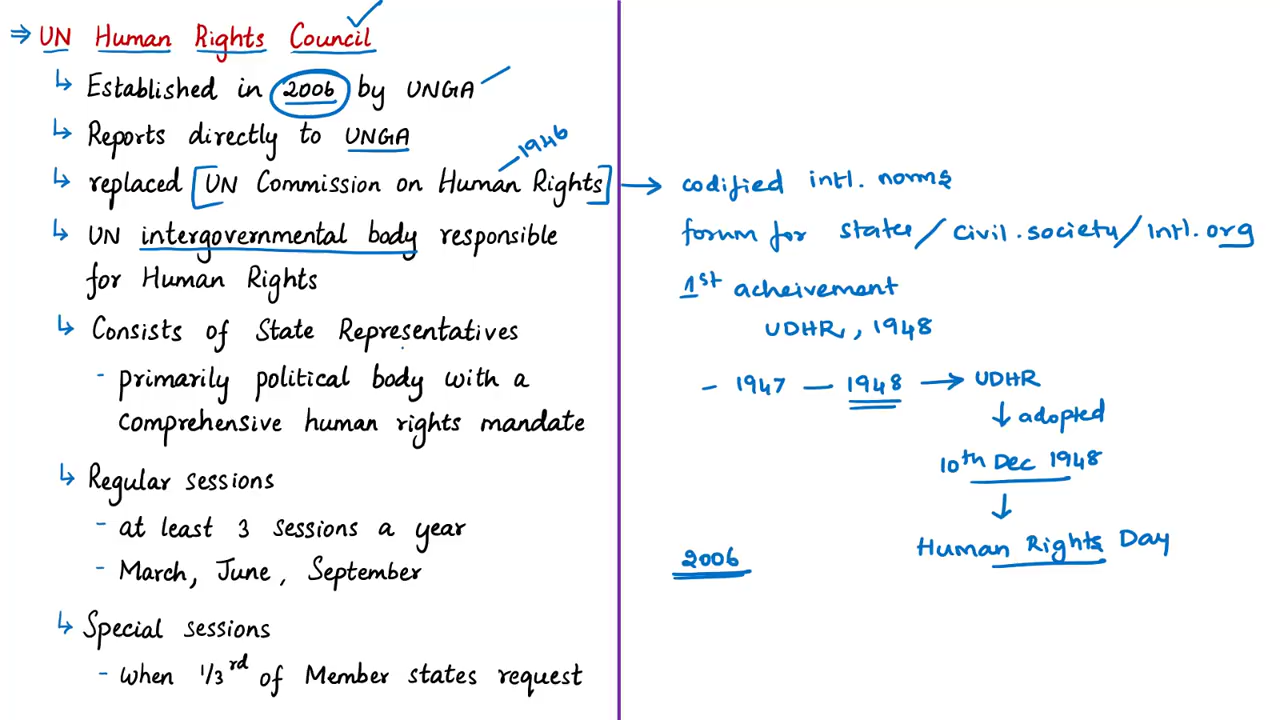 ⇒ UN Human Rights Council
↳ Established in 2006 by UNGA
↳ Reports directly to UNGA
1946
↳ replaced [UN Commission on Human Rights]
↳ UN intergovernmental body responsible
for Human Rights
↳ Consists of State Representatives
- primarily political body with a
comprehensive human rights mandate
↳ Regular sessions
- at least 3 sessions a year
- March, June, September
↳ Special sessions
- when 1/3rd of Member states request
→ codified intl. norms
forum for states/civil.society/intl.org
1st acheivement
UDHR, 1948
- 1947 — 1948 → UDHR
↓ adopted
10th Dec 1948
↓
Human Rights Day
2006